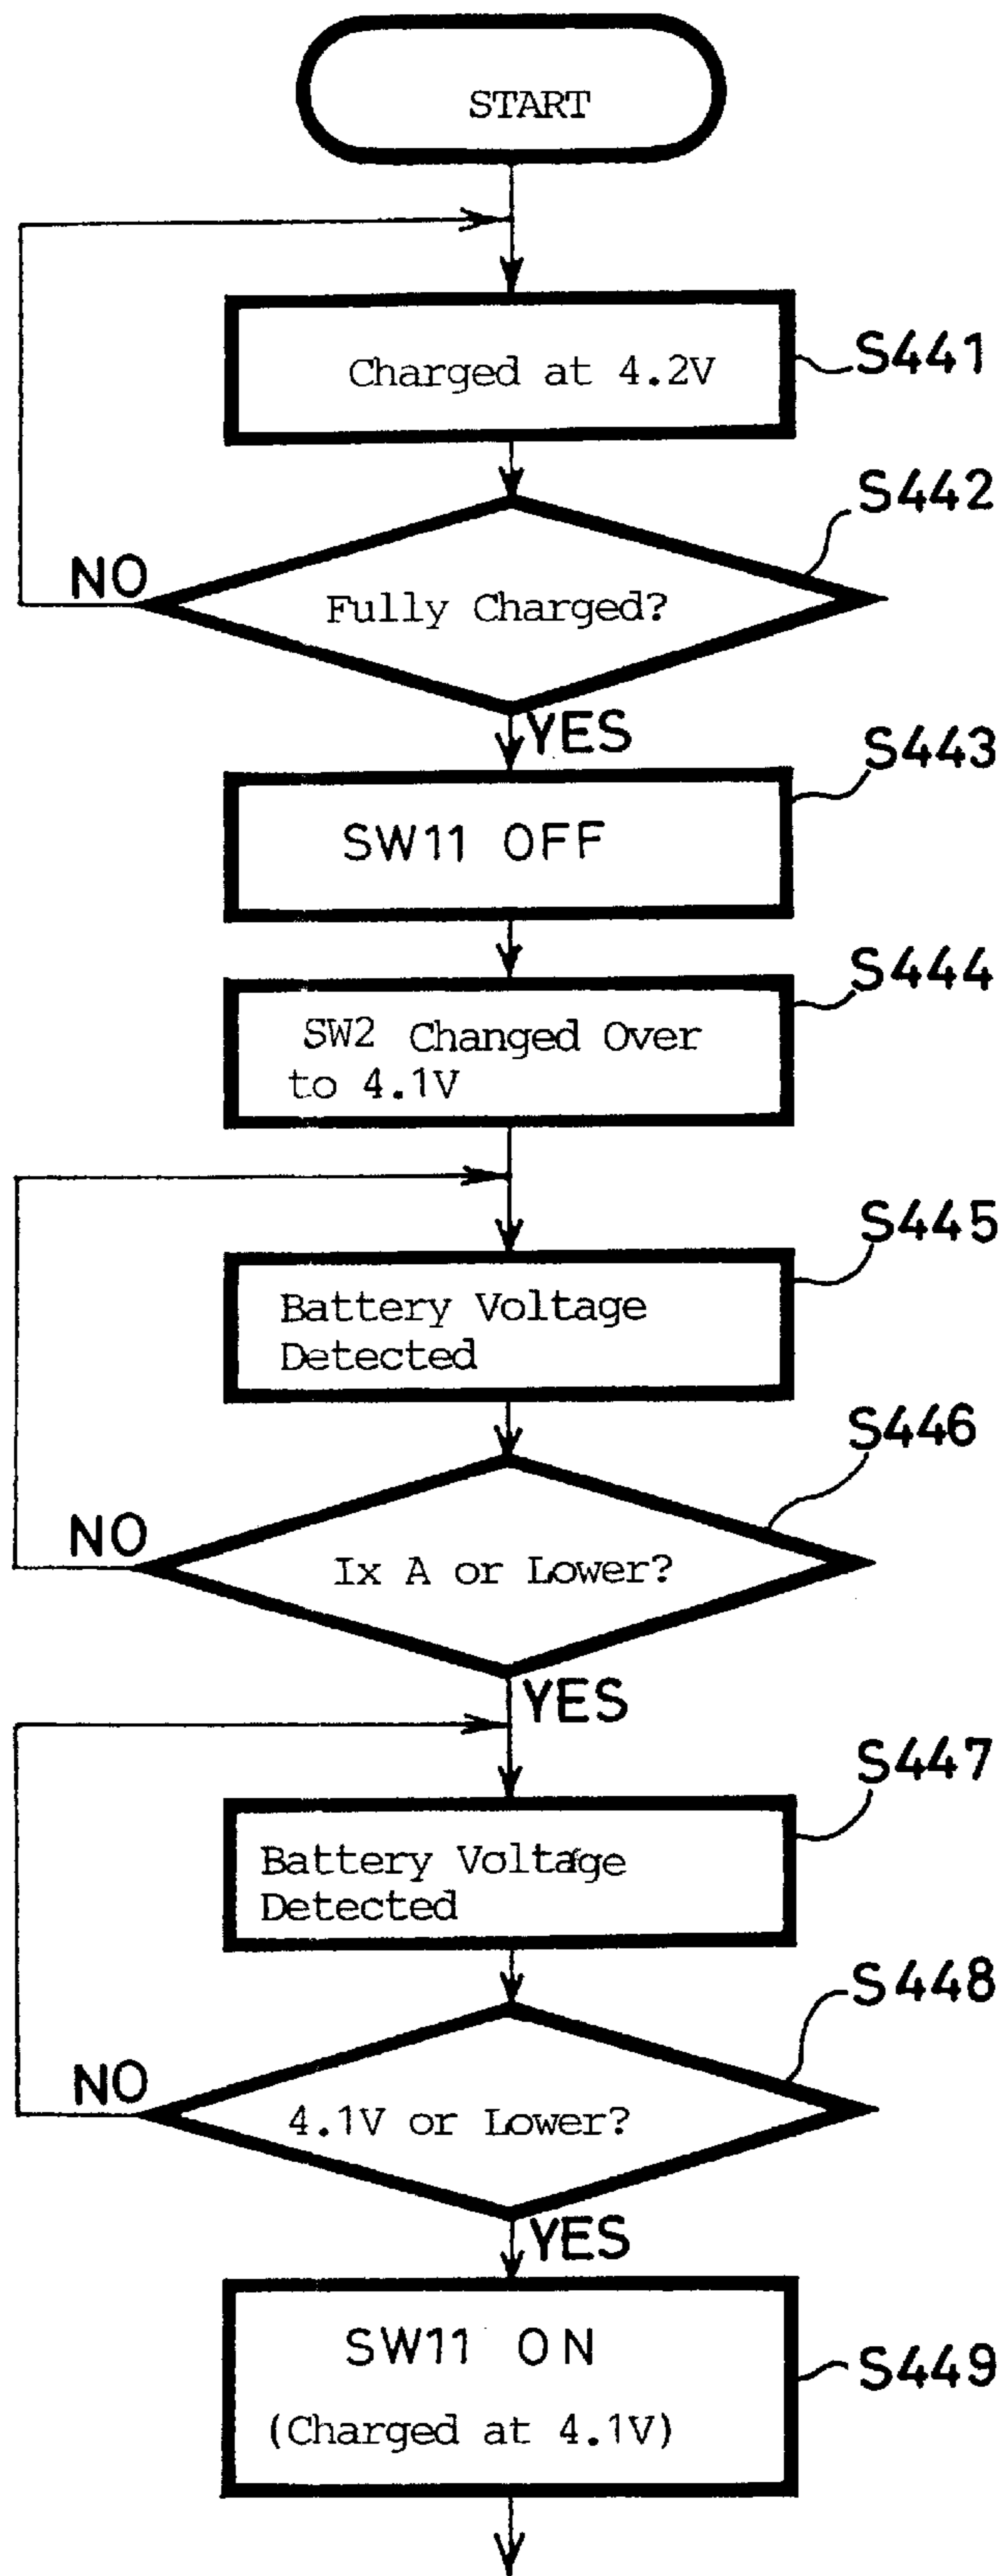 START
Charged at 4.2V
S441
S442
NO
Fully Charged?
YES
S443
SW11 OFF
S444
SW2 Changed Over
to 4.1V
S445
Battery Voltage
Detected
S446
NO
Ix A or Lower?
YES
S447
Battery Voltage
Detected
S448
NO
4.1V or Lower?
YES
SW11 ON
S449
(Charged at 4.1V)